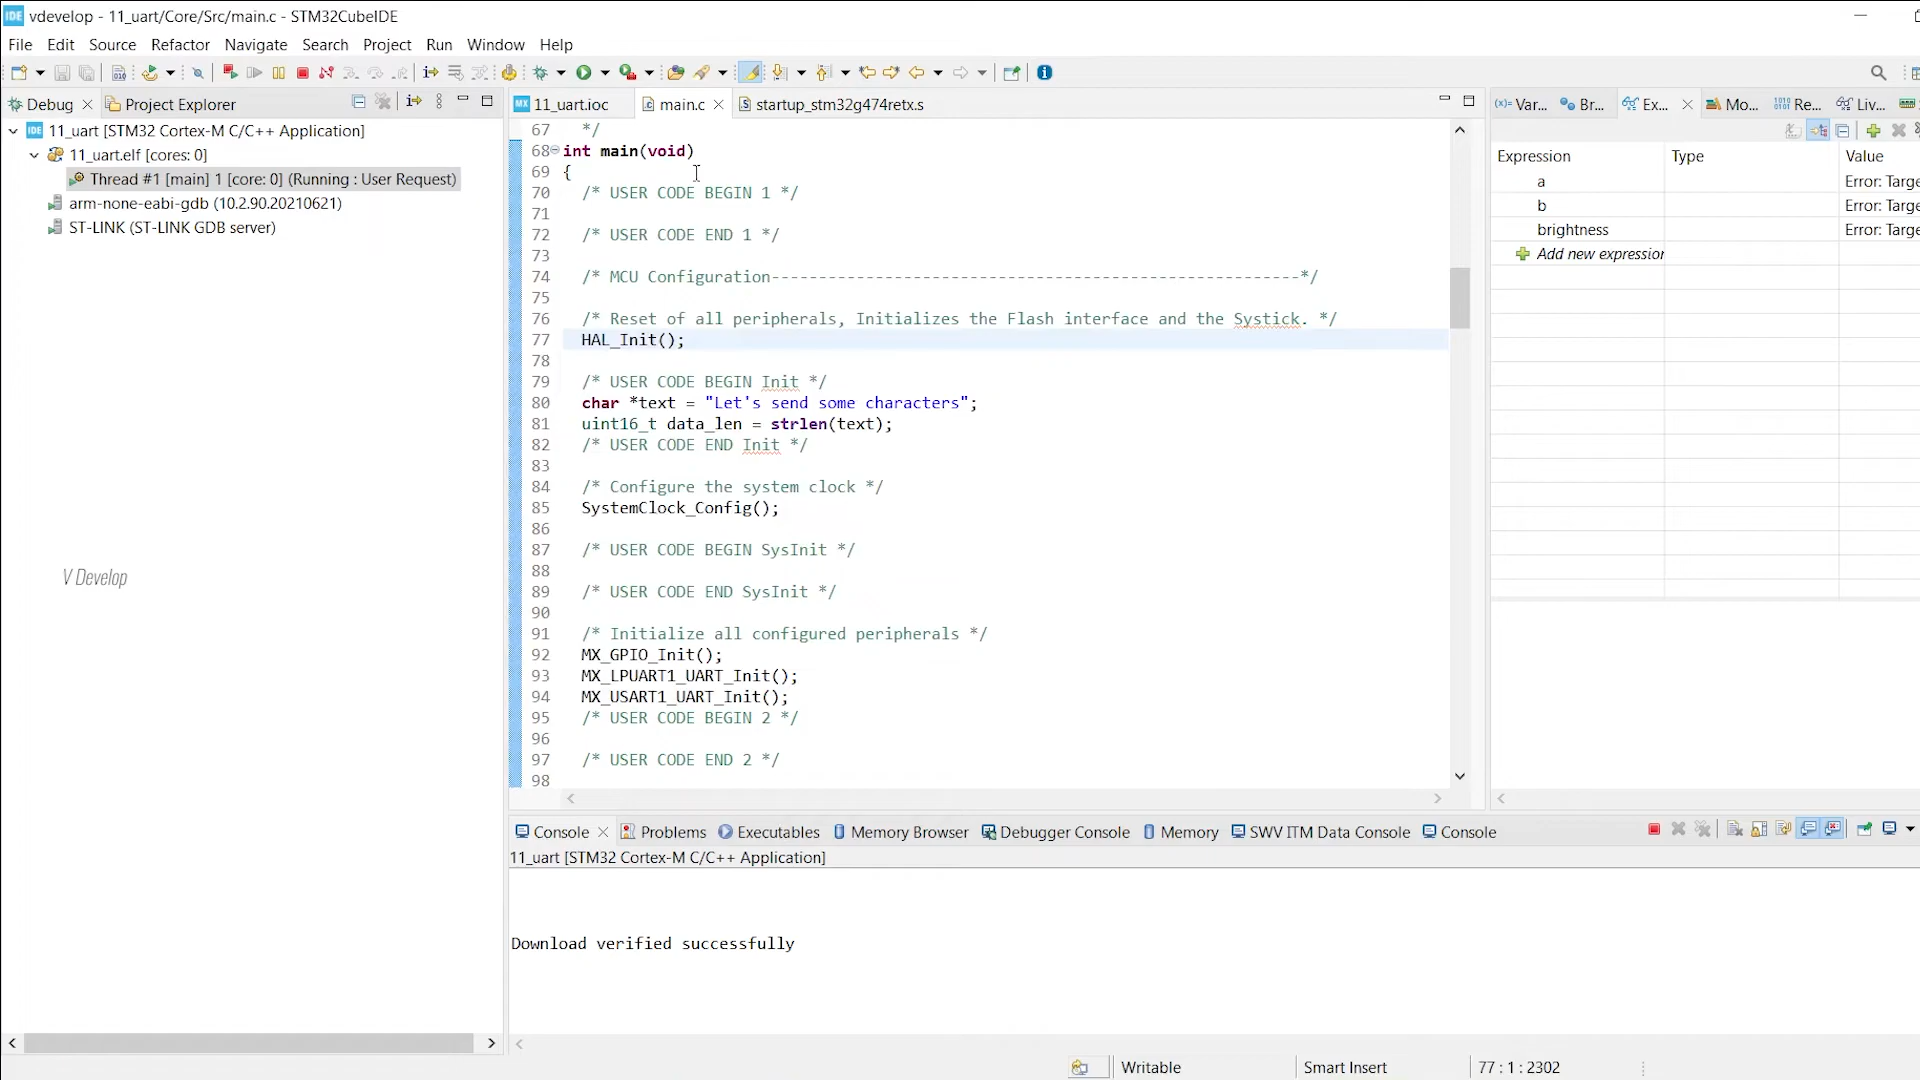 IDE vdevelop - 11_uart/Core/Src/main.c - STM32CubeIDE
File Edit Source Refactor Navigate Search Project Run Window Help
Debug Project Explorer
11_uart [STM32 Cortex-M C/C++ Application]
11_uart.elf [cores: 0]
Thread #1 [main] 1 [core: 0] (Running : User Request)
arm-none-eabi-gdb (10.2.90.20210621)
ST-LINK (ST-LINK GDB server)
V Develop
MX 11_uart.ioc main.c startup_stm32g474retx.s
67 */
68 int main(void)
69 {
70 /* USER CODE BEGIN 1 */
71
72 /* USER CODE END 1 */
73
74 /* MCU Configuration--------------------------------------------------------*/
75
76 /* Reset of all peripherals, Initializes the Flash interface and the Systick. */
77 HAL_Init();
78
79 /* USER CODE BEGIN Init */
80 char *text = "Let's send some characters";
81 uint16_t data_len = strlen(text);
82 /* USER CODE END Init */
83
84 /* Configure the system clock */
85 SystemClock_Config();
86
87 /* USER CODE BEGIN SysInit */
88
89 /* USER CODE END SysInit */
90
91 /* Initialize all configured peripherals */
92 MX_GPIO_Init();
93 MX_LPUART1_UART_Init();
94 MX_USART1_UART_Init();
95 /* USER CODE BEGIN 2 */
96
97 /* USER CODE END 2 */
98
(x)= Var... Br... Ex... Mo... Re... Liv...
Expression Type Value
a Error: Targe
b Error: Targe
brightness Error: Targe
Add new expression
Console Problems Executables Memory Browser Debugger Console Memory SWV ITM Data Console Console
11_uart [STM32 Cortex-M C/C++ Application]
Download verified successfully
Writable Smart Insert 77 : 1 : 2302